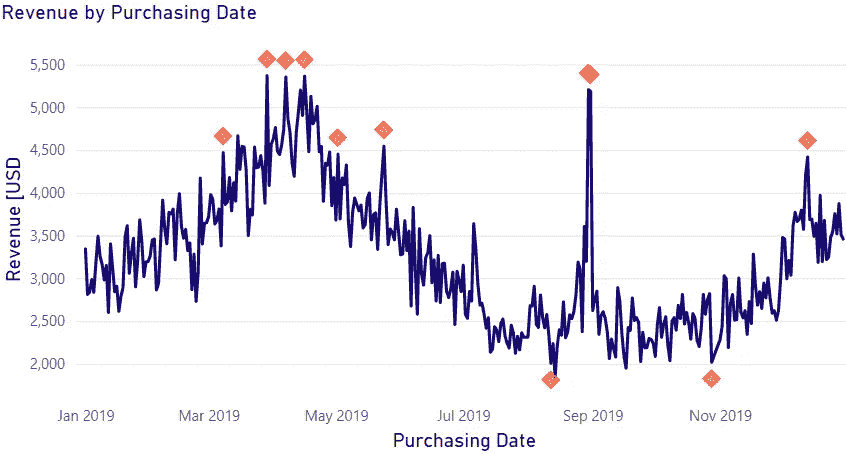 Revenue by Purchasing Date
5,500
5,000
4,500
4,000
3,500
3,000
2,500
2,000
Revenue [USD
Jan 2019 Mar 2019 May 2019 Jul 2019 Sep 2019 Nov 2019
Purchasing Date